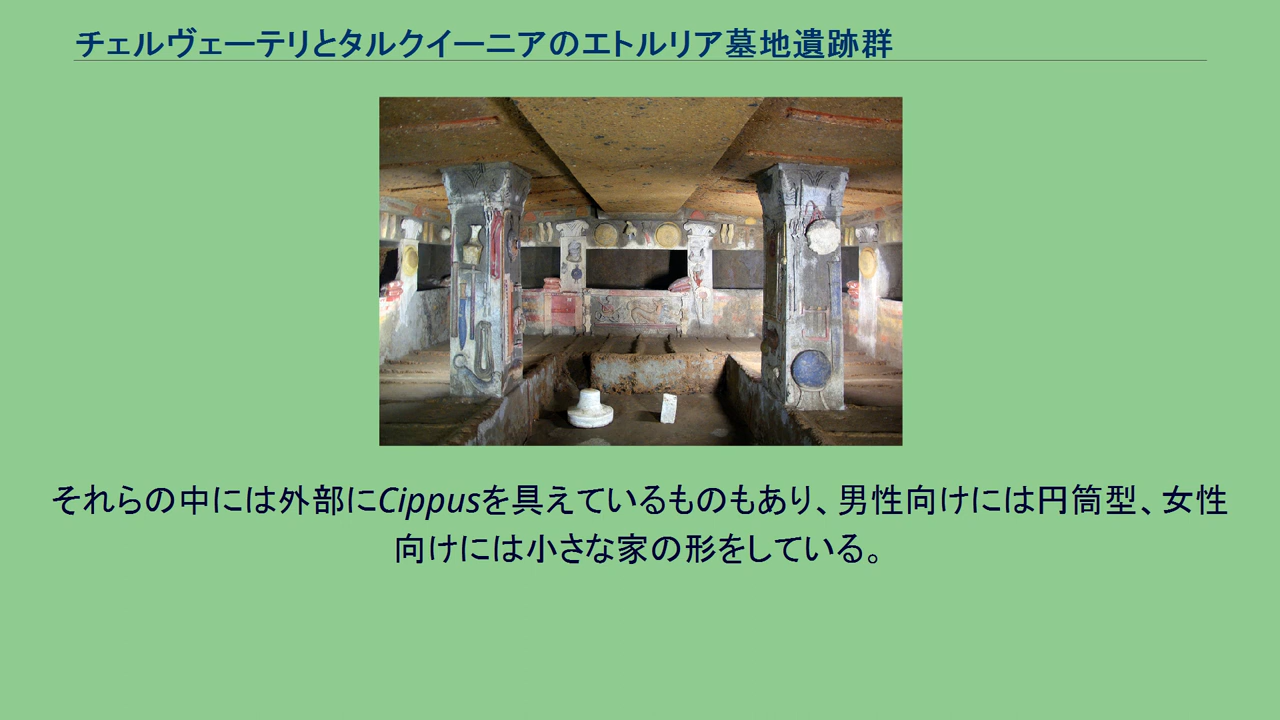 チェルヴェーテリとタルクイーニアのエトルリア墓地遺跡群
それらの中には外部にCippusを具えているものもあり、男性向けには円筒型、女性
向けには小さな家の形をしている。